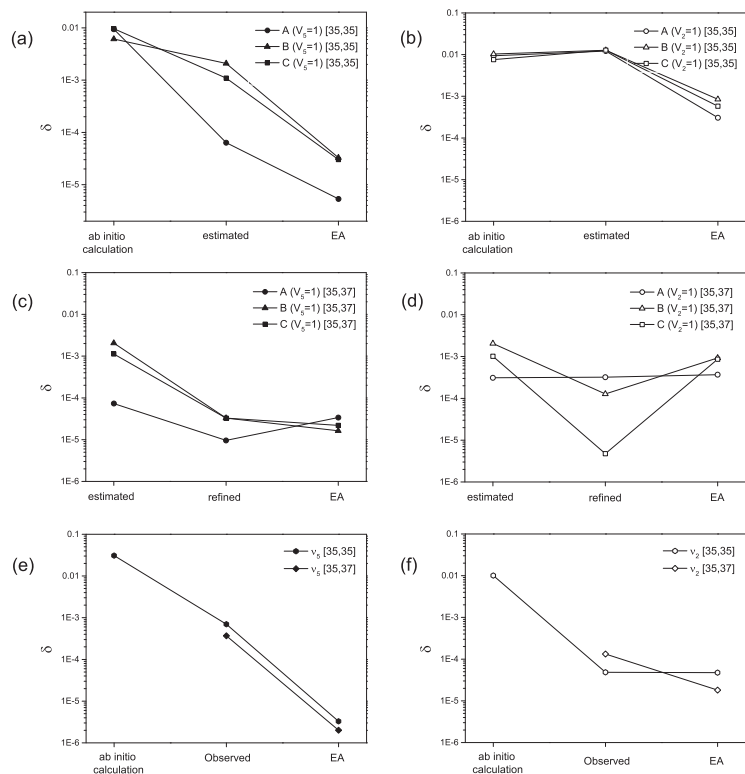 (a)
0.01
1E-3
1E-4
1E-5
δ
A (V5=1) [35,35]
B (V5=1) [35,35]
C (V5=1) [35,35]
ab initio
calculation
estimated
EA
(b)
0.1
0.01
1E-3
1E-4
1E-5
1E-6
δ
A (V2=1) [35,35]
B (V2=1) [35,35]
C (V2=1) [35,35]
ab initio
calculation
estimated
EA
(c)
0.1
0.01
1E-3
1E-4
1E-5
1E-6
δ
A (V5=1) [35,37]
B (V5=1) [35,37]
C (V5=1) [35,37]
estimated
refined
EA
(d)
0.1
0.01
1E-3
1E-4
1E-5
1E-6
δ
A (V2=1) [35,37]
B (V2=1) [35,37]
C (V2=1) [35,37]
estimated
refined
EA
(e)
0.1
0.01
1E-3
1E-4
1E-5
1E-6
δ
ν5 [35,35]
ν5 [35,37]
ab initio
calculation
Observed
EA
(f)
0.1
0.01
1E-3
1E-4
1E-5
1E-6
δ
ν2 [35,35]
ν2 [35,37]
ab initio
calculation
Observed
EA